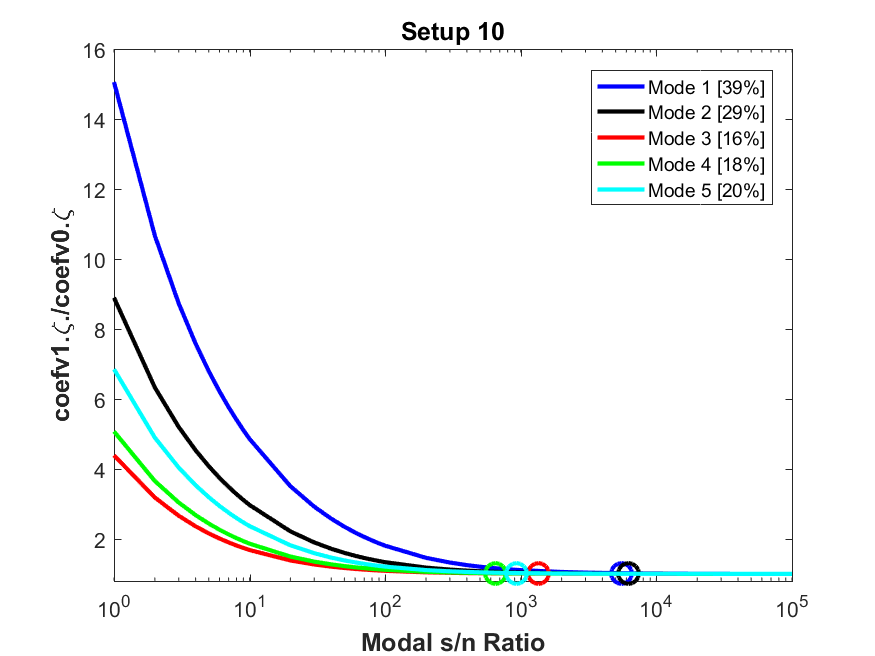 Setup 10
16
14
12
10
8
6
4
2
coefv1.ζ./coefv0.ζ
Mode 1 [39%]
Mode 2 [29%]
Mode 3 [16%]
Mode 4 [18%]
Mode 5 [20%]
10^0 10^1 10^2 10^3 10^4 10^5
Modal s/n Ratio